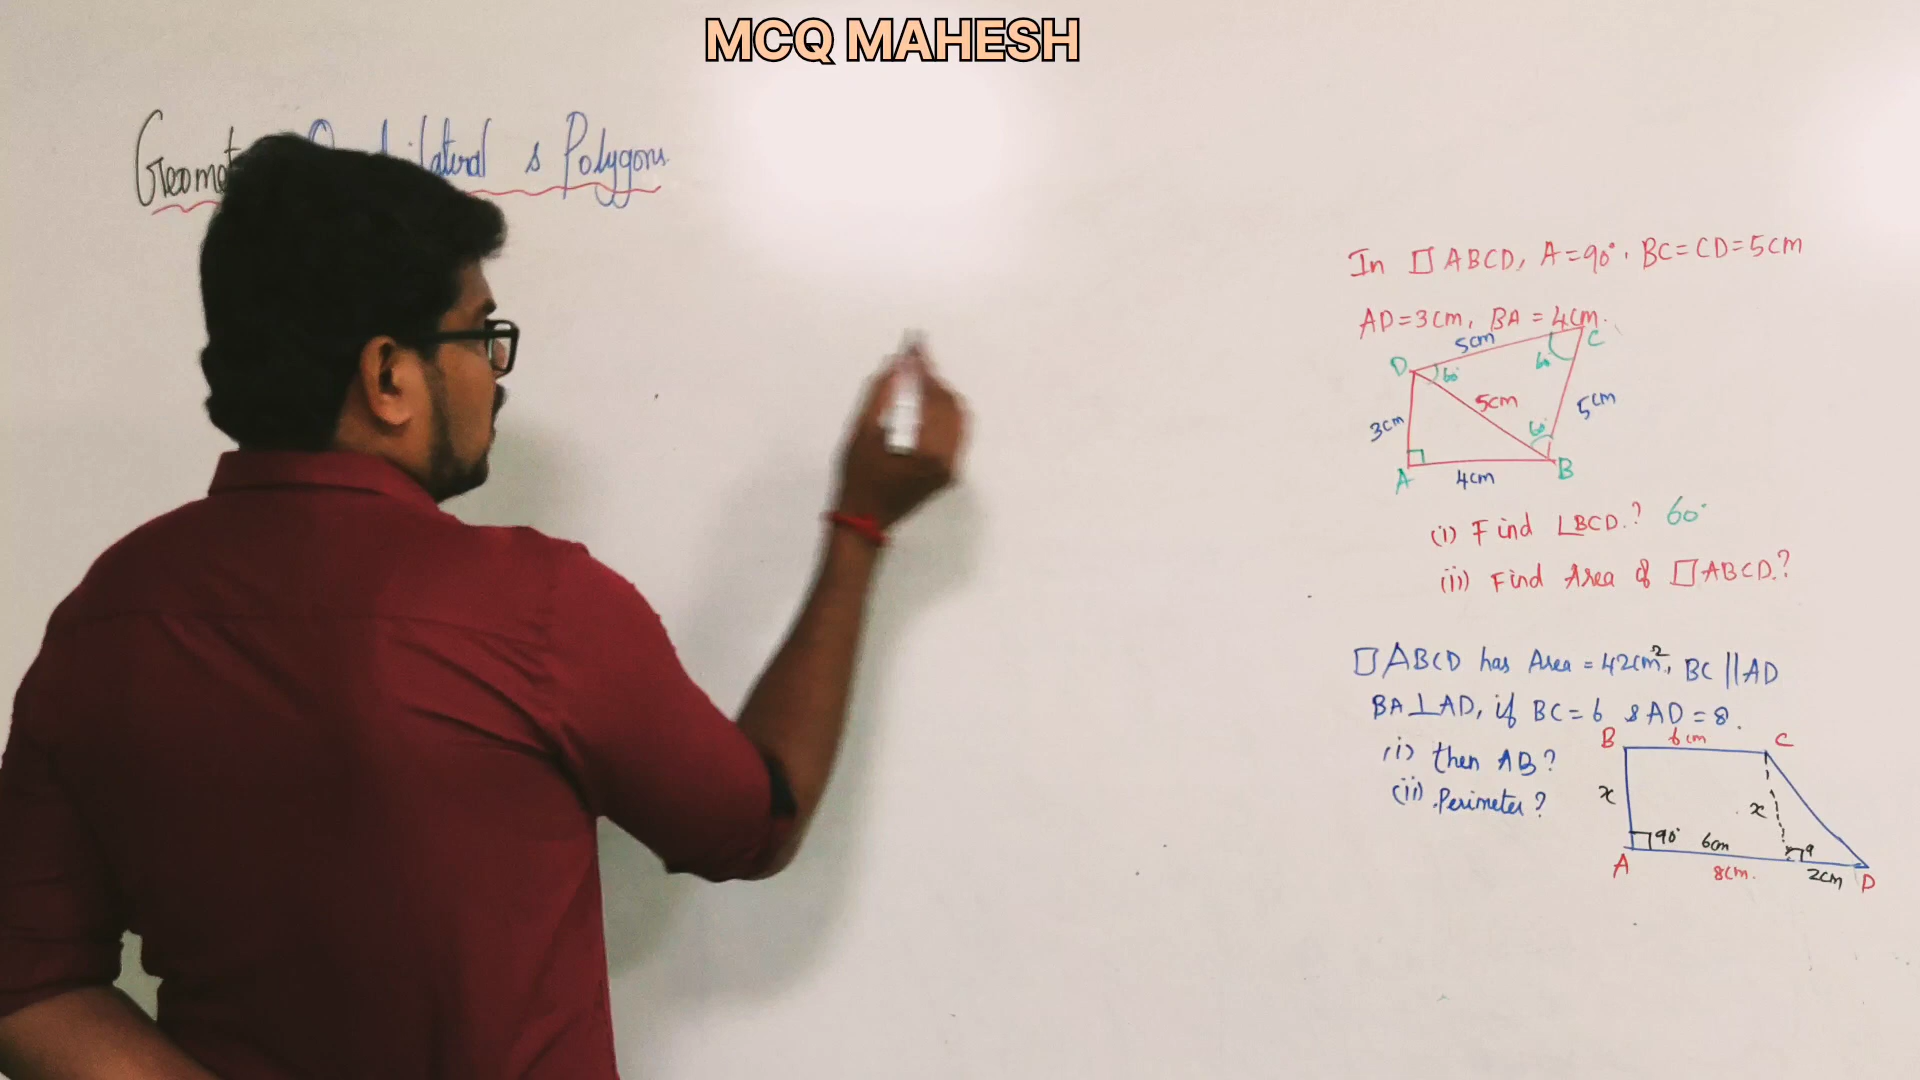 MCQ MAHESH
s Polygons
In □ ABCD, A=90°, BC=CD=5cm
AD=3cm, BA = 4cm.
5cm
C
D
60°
60°
5cm
5cm
3cm
60°
A
4cm
B
(i) Find ∠BCD.? 60°
(ii) Find Area of □ABCD.?
□ABCD has Area = 42cm², BC || AD
BA⊥AD, if BC=6 & AD=8.
B
6cm
C
(i) then AB?
(ii) Perimeter?
x
x
90°
6cm
A
8cm.
2cm
D